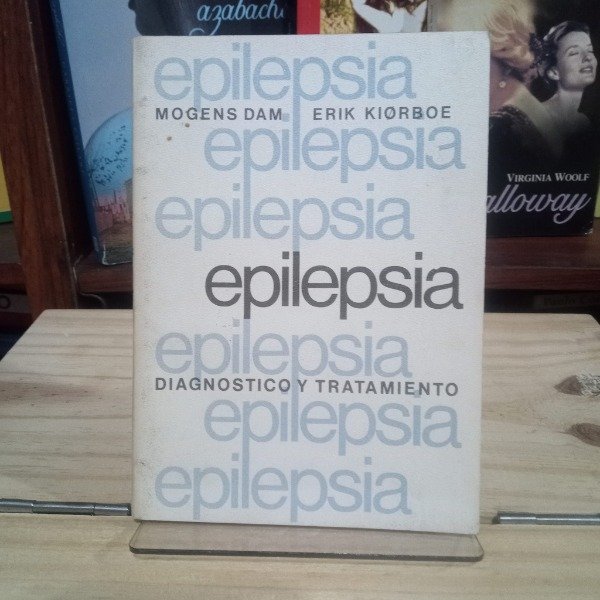 azabache
epilepsia
MOGENS DAM ERIK KIØRBOE
epilepsia
epilepsia
epilepsia
epilepsia
DIAGNOSTICO Y TRATAMIENTO
epilepsia
epilepsia
VIRGINIA WOOLF
alloway